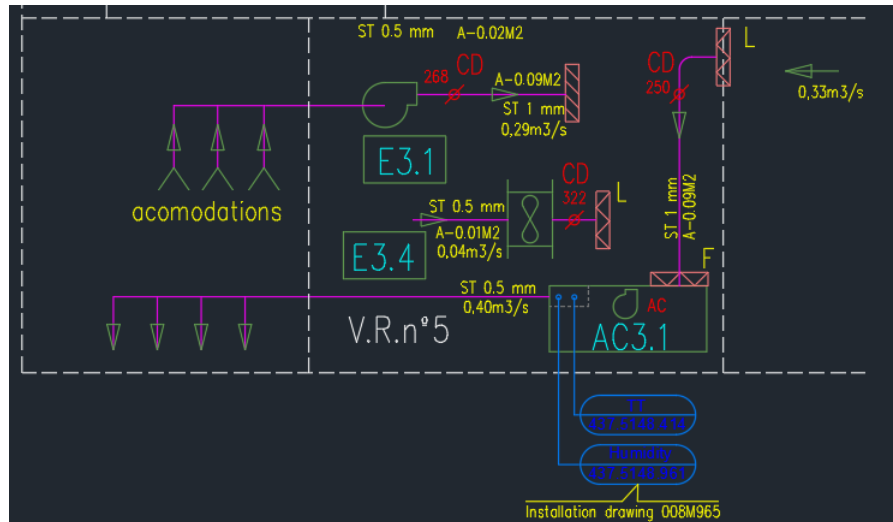 ST 0.5 mm A-0.02M2
L
CD
268
A-0.09M2
ST 1 mm
0,29m3/s
CD
250
0,33m3/s
E3.1
acomodations
ST 1 mm
A-0.09M2
CD
322
L
ST 0.5 mm
A-0.01M2
0.04m3/s
E3.4
F
ST 0.5 mm
0,40m3/s
AC
AC3.1
V.R.nº5
TT
437.5148.414
Humidity
437.5148.961
Installation drawing 008M965